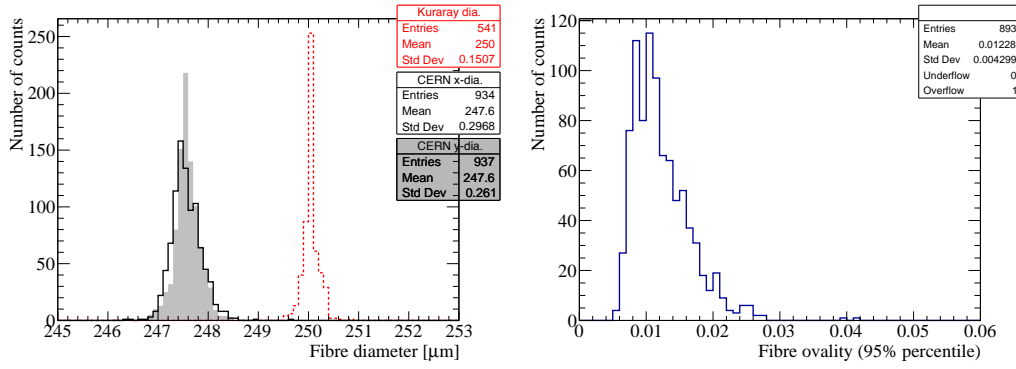 Number of counts
250
200
150
100
50
0
245
246
247
248
249
250
251
252
253
Fibre diameter [μm]
Kuraray dia.
Entries 541
Mean 250
Std Dev 0.1507
CERN x-dia.
Entries 934
Mean 247.6
Std Dev 0.2968
CERN y-dia.
Entries 937
Mean 247.6
Std Dev 0.261
Number of counts
120
100
80
60
40
20
0
0
0.01
0.02
0.03
0.04
0.05
0.06
Fibre ovality (95% percentile)
Entries 893
Mean 0.01228
Std Dev 0.004299
Underflow 0
Overflow 1